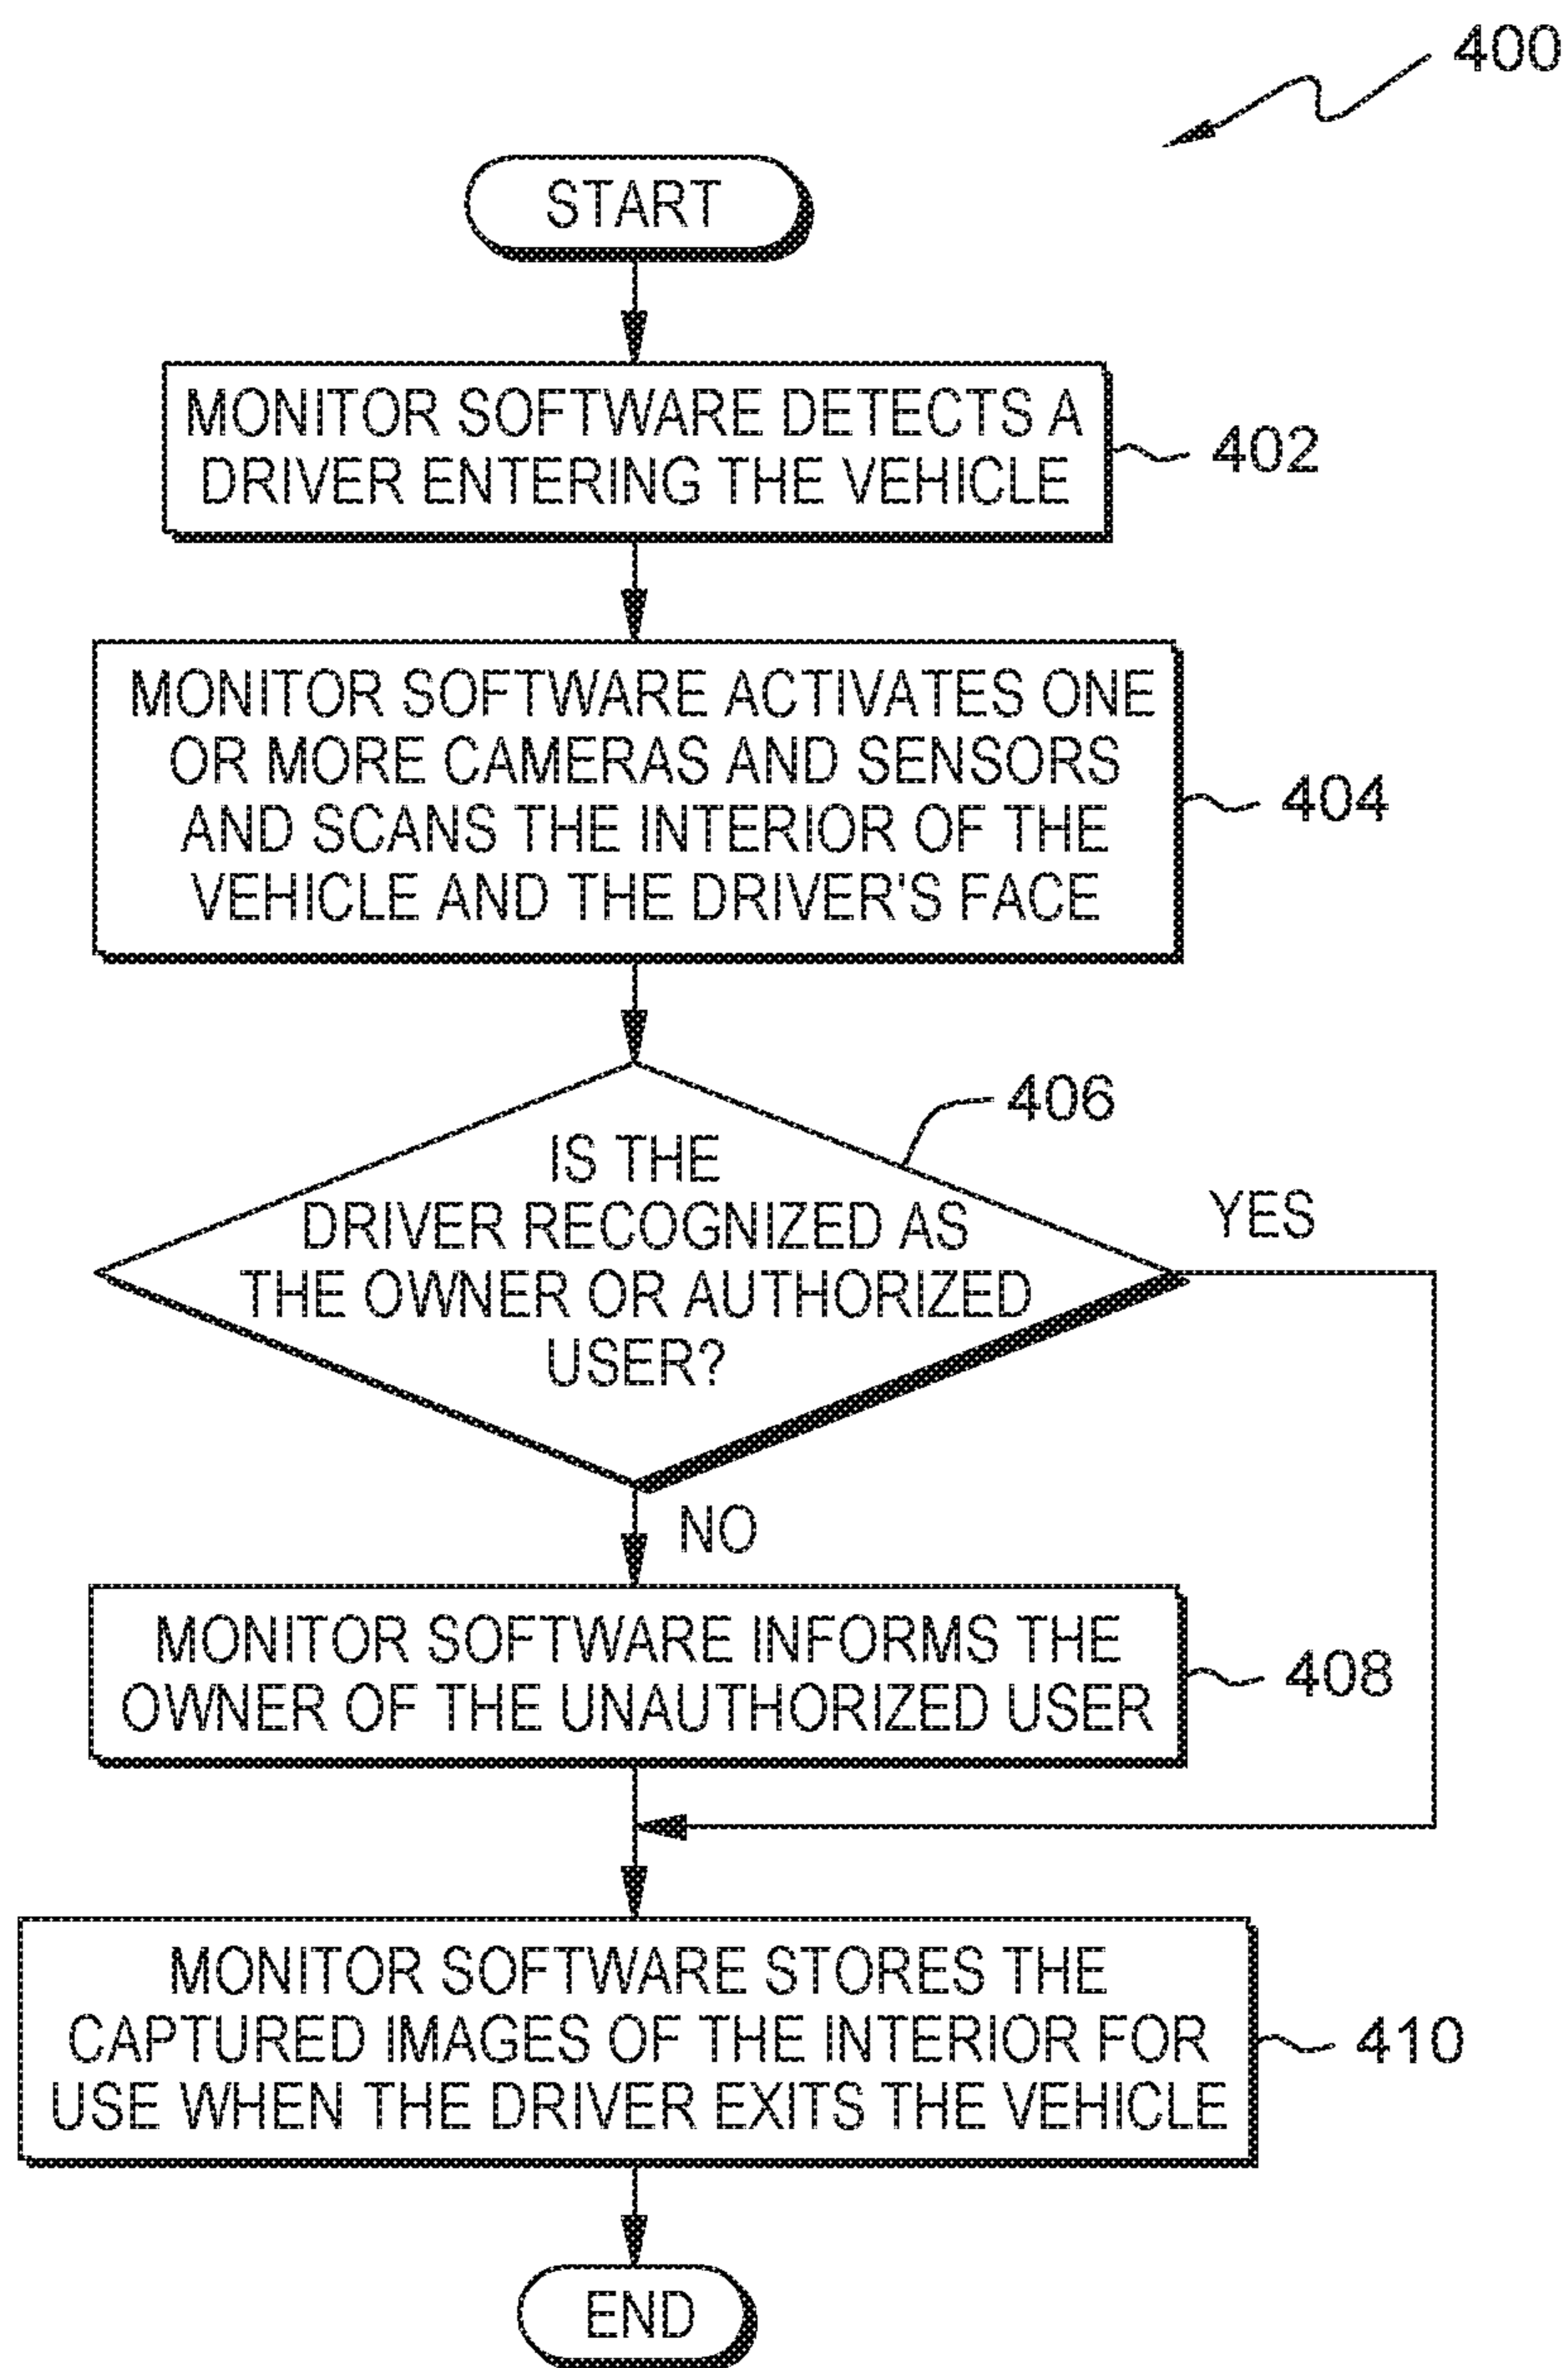 400
START
MONITOR SOFTWARE DETECTS A
DRIVER ENTERING THE VEHICLE
402
MONITOR SOFTWARE ACTIVATES ONE
OR MORE CAMERAS AND SENSORS
AND SCANS THE INTERIOR OF THE
VEHICLE AND THE DRIVER'S FACE
404
406
IS THE
DRIVER RECOGNIZED AS
THE OWNER OR AUTHORIZED
USER?
YES
NO
MONITOR SOFTWARE INFORMS THE
OWNER OF THE UNAUTHORIZED USER
408
MONITOR SOFTWARE STORES THE
CAPTURED IMAGES OF THE INTERIOR FOR
USE WHEN THE DRIVER EXITS THE VEHICLE
410
END